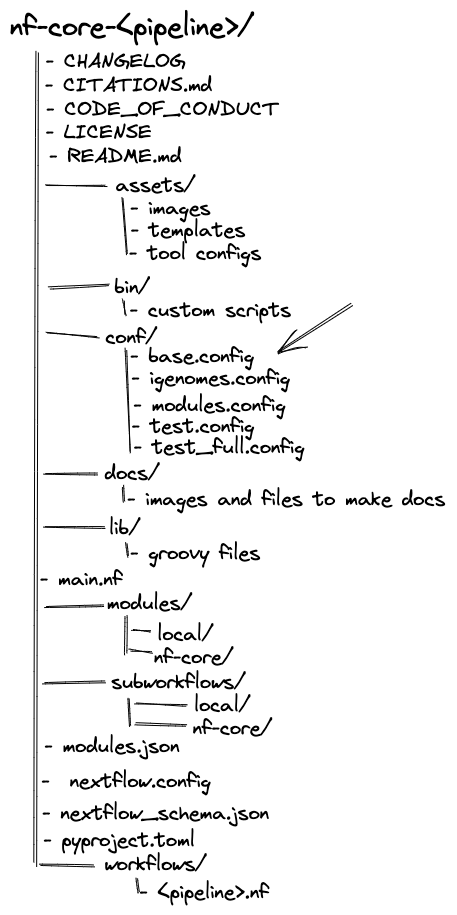 nf-core-<pipeline>/
- CHANGELOG
- CITATIONS.md
- CODE_OF_CONDUCT
- LICENSE
- README.md
assets/
- images
- templates
- tool configs
bin/
- custom scripts
conf/
- base.config
- igenomes.config
- modules.config
- test.config
- test_full.config
docs/
- images and files to make docs
lib/
- groovy files
- main.nf
modules/
local/
nf-core/
subworkflows/
local/
nf-core/
- modules.json
- nextflow.config
- nextflow_schema.json
- pyproject.toml
workflows/
- <pipeline>.nf